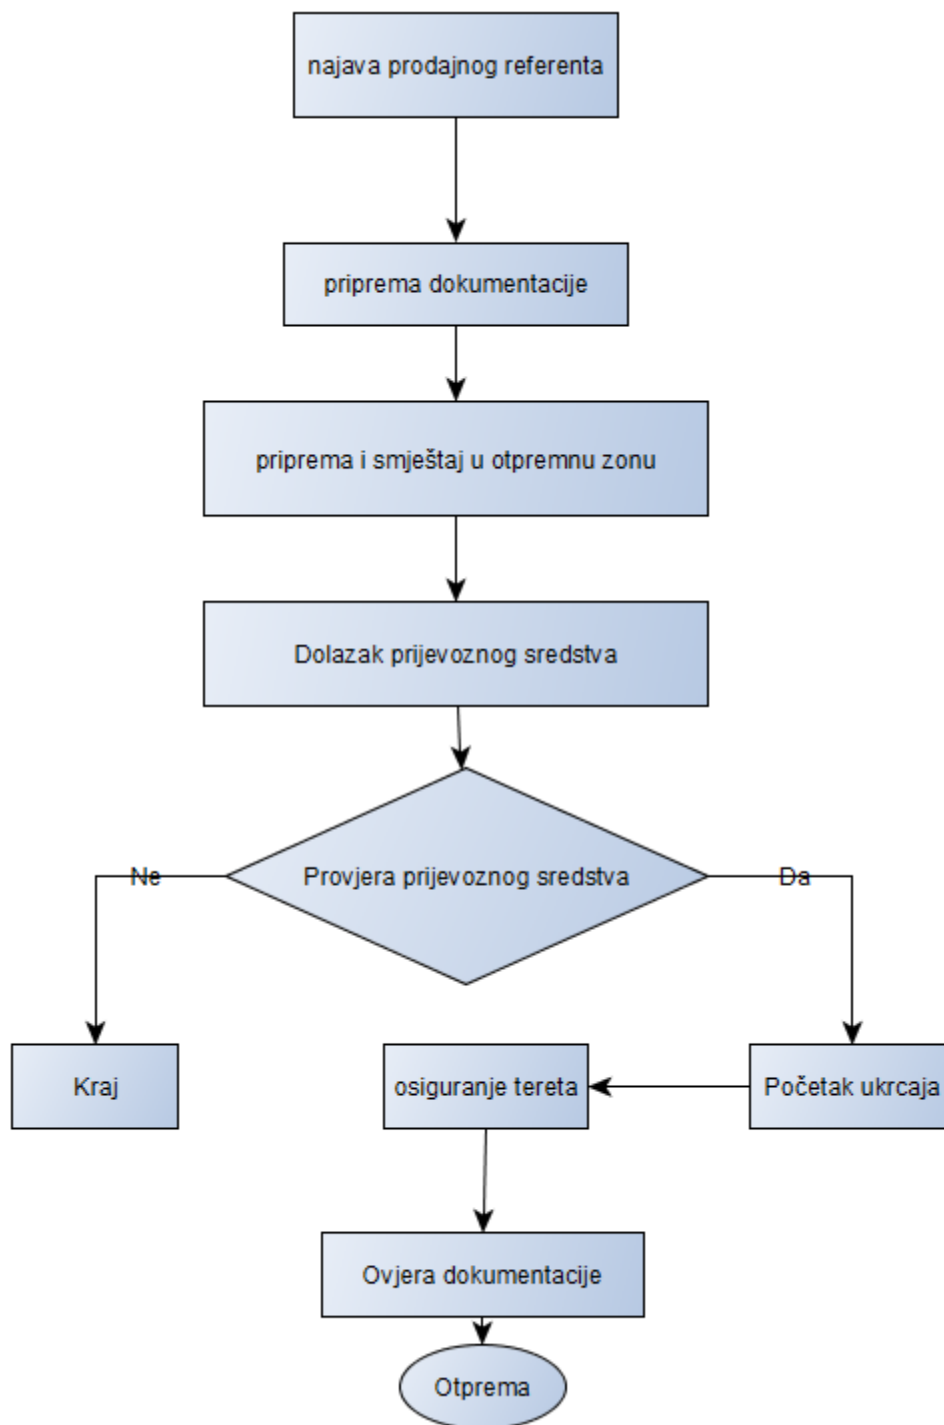 najava prodajnog referenta
priprema dokumentacije
priprema i smještaj u otpremnu zonu
Dolazak prijevoznog sredstva
Provjera prijevoznog sredstva
Ne
Da
Kraj
osiguranje tereta
Početak ukrcaja
Ovjera dokumentacije
Otprema